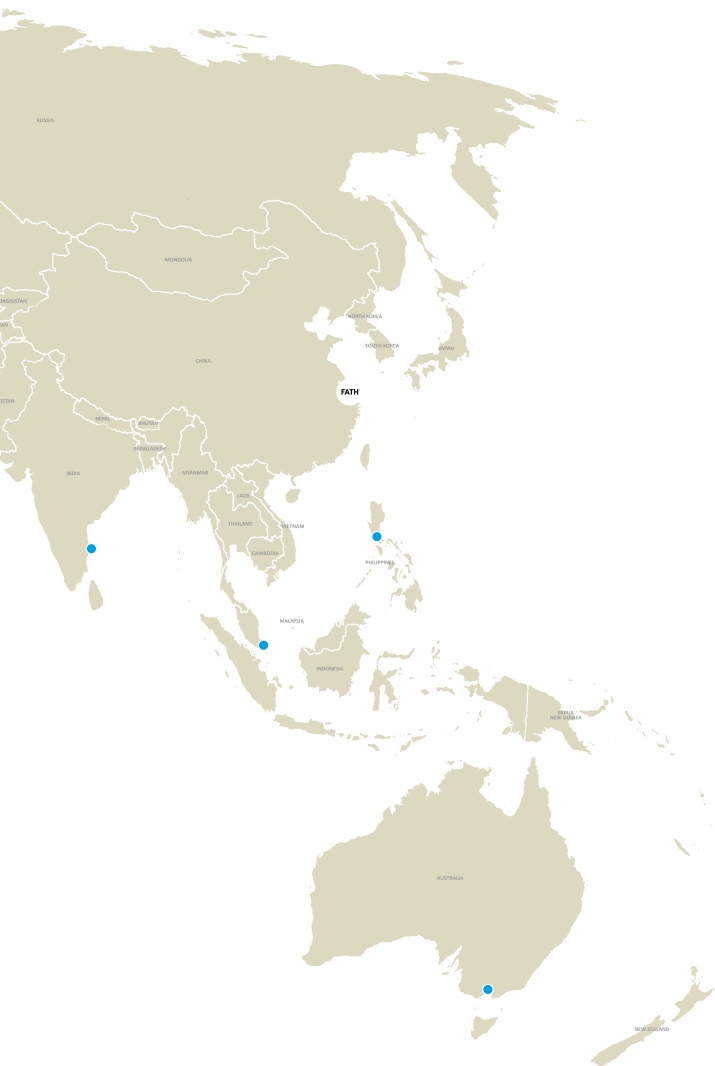 RUSSIA
MONGOLIA
NORTH KOREA
SOUTH KOREA
JAPAN
CHINA
FATH
NEPAL
BHUTAN
BANGLADESH
INDIA
MYANMAR
LAOS
THAILAND
VIETNAM
CAMBODIA
PHILIPPINES
MALAYSIA
INDONESIA
PAPUA
NEW GUINEA
AUSTRALIA
NEW ZEALAND